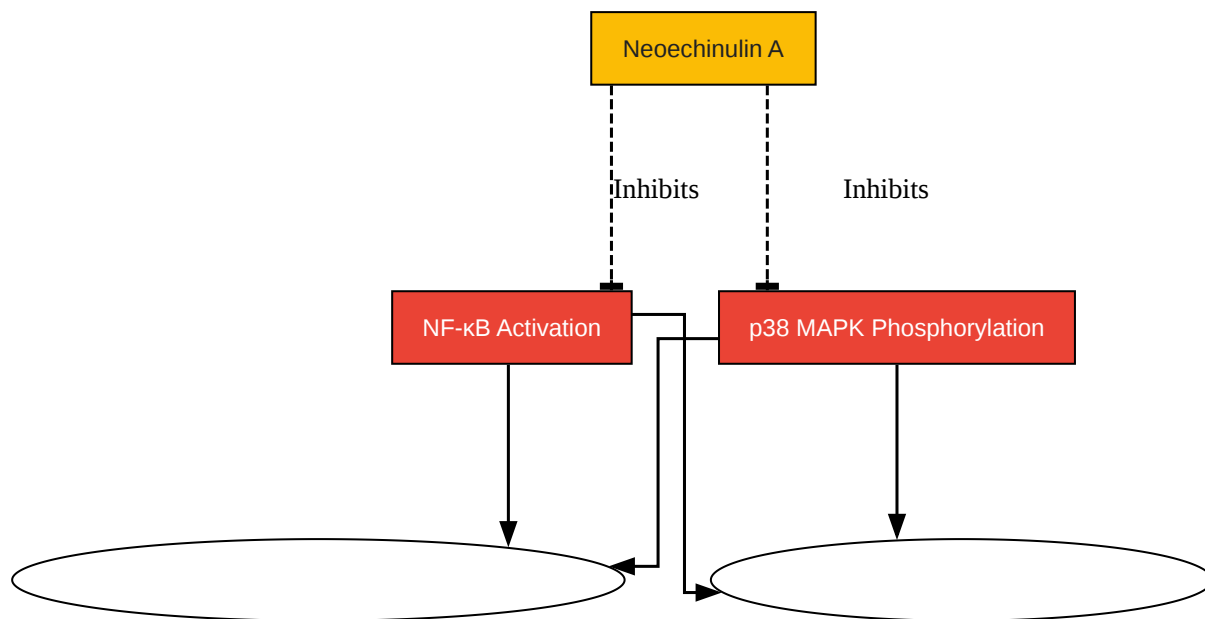 Neoechinulin A
Inhibits
Inhibits
NF-κB Activation
p38 MAPK Phosphorylation